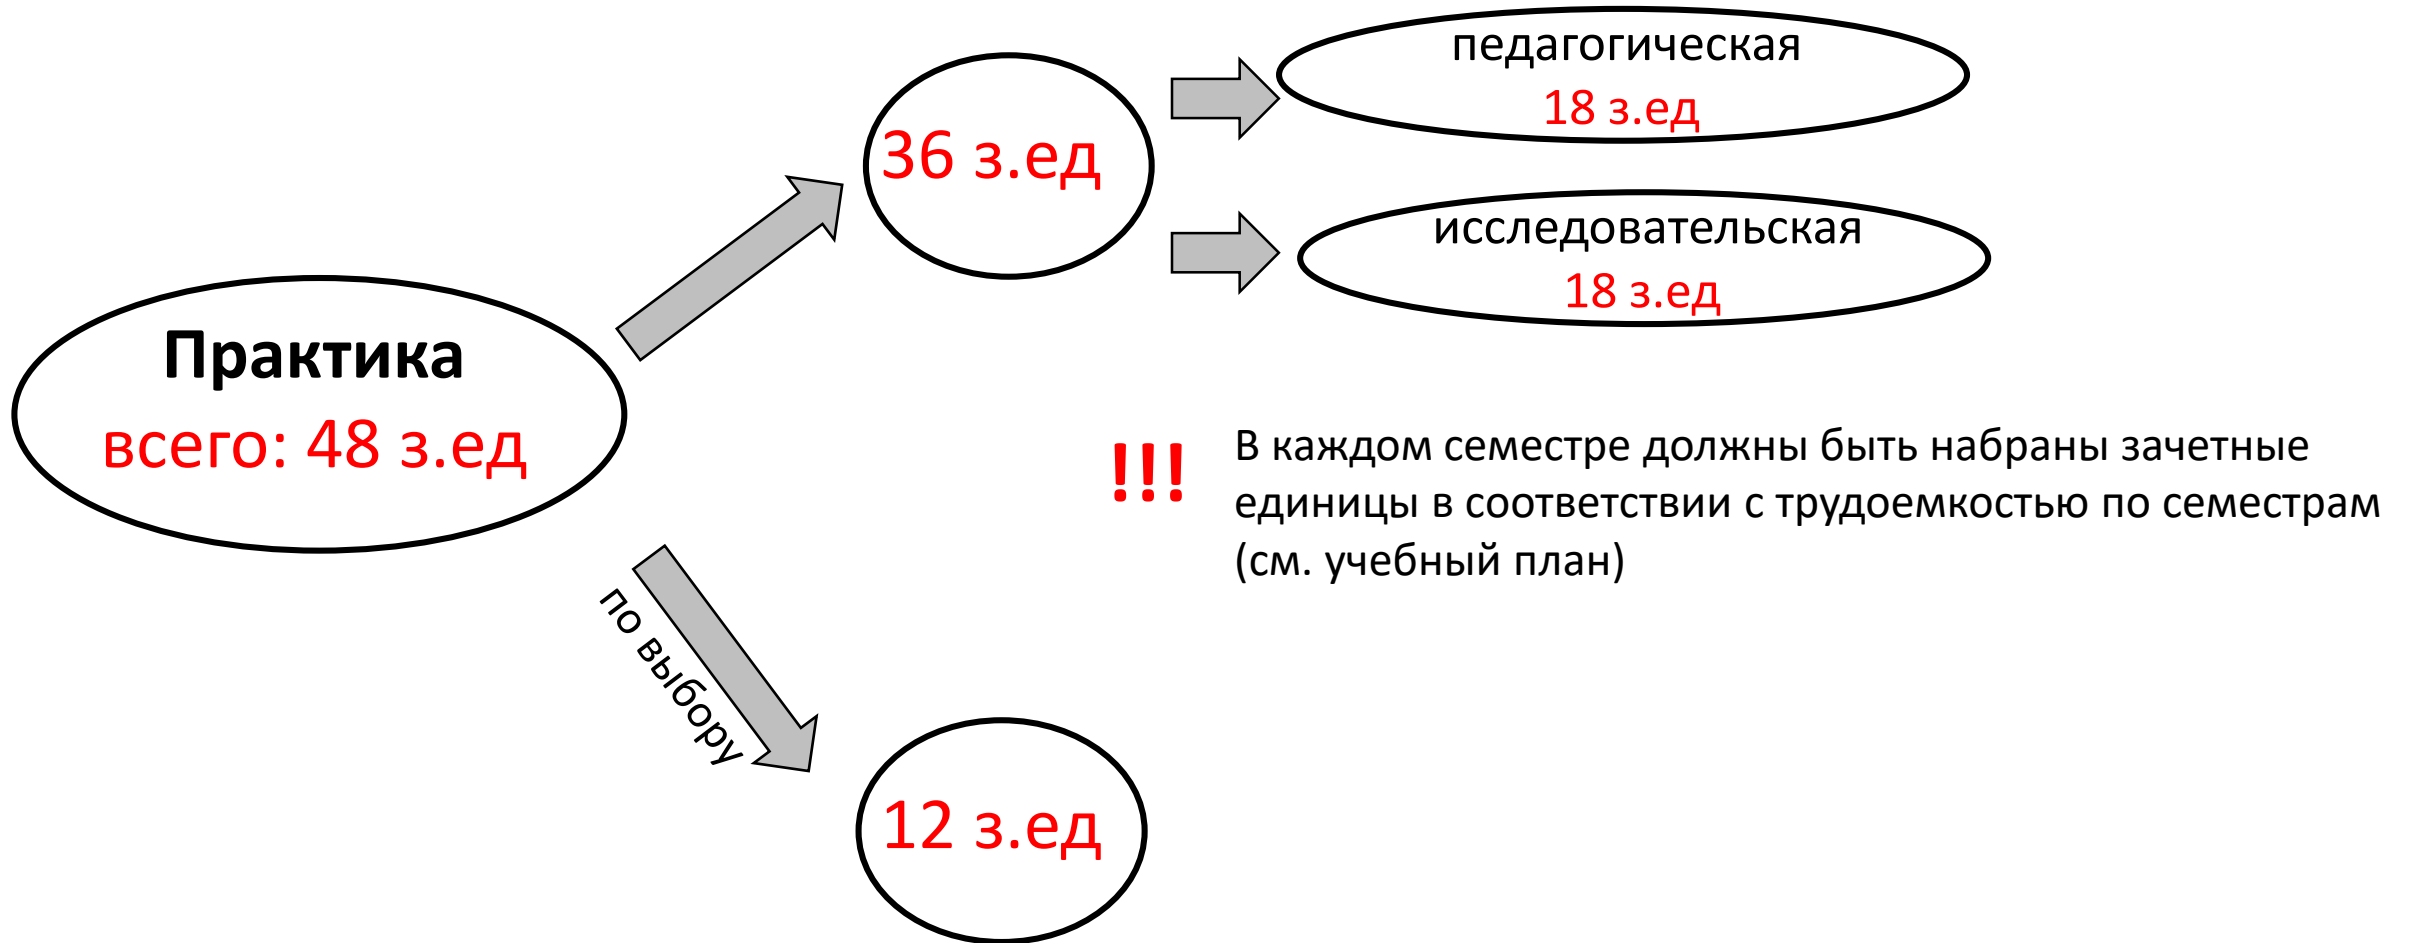 педагогическая
18 з.ед
36 з.ед
исследовательская
18 з.ед
Практика
всего: 48 з.ед
!!!
В каждом семестре должны быть набраны зачетные
единицы в соответствии с трудоемкостью по семестрам
(см. учебный план)
по выбору
12 з.ед